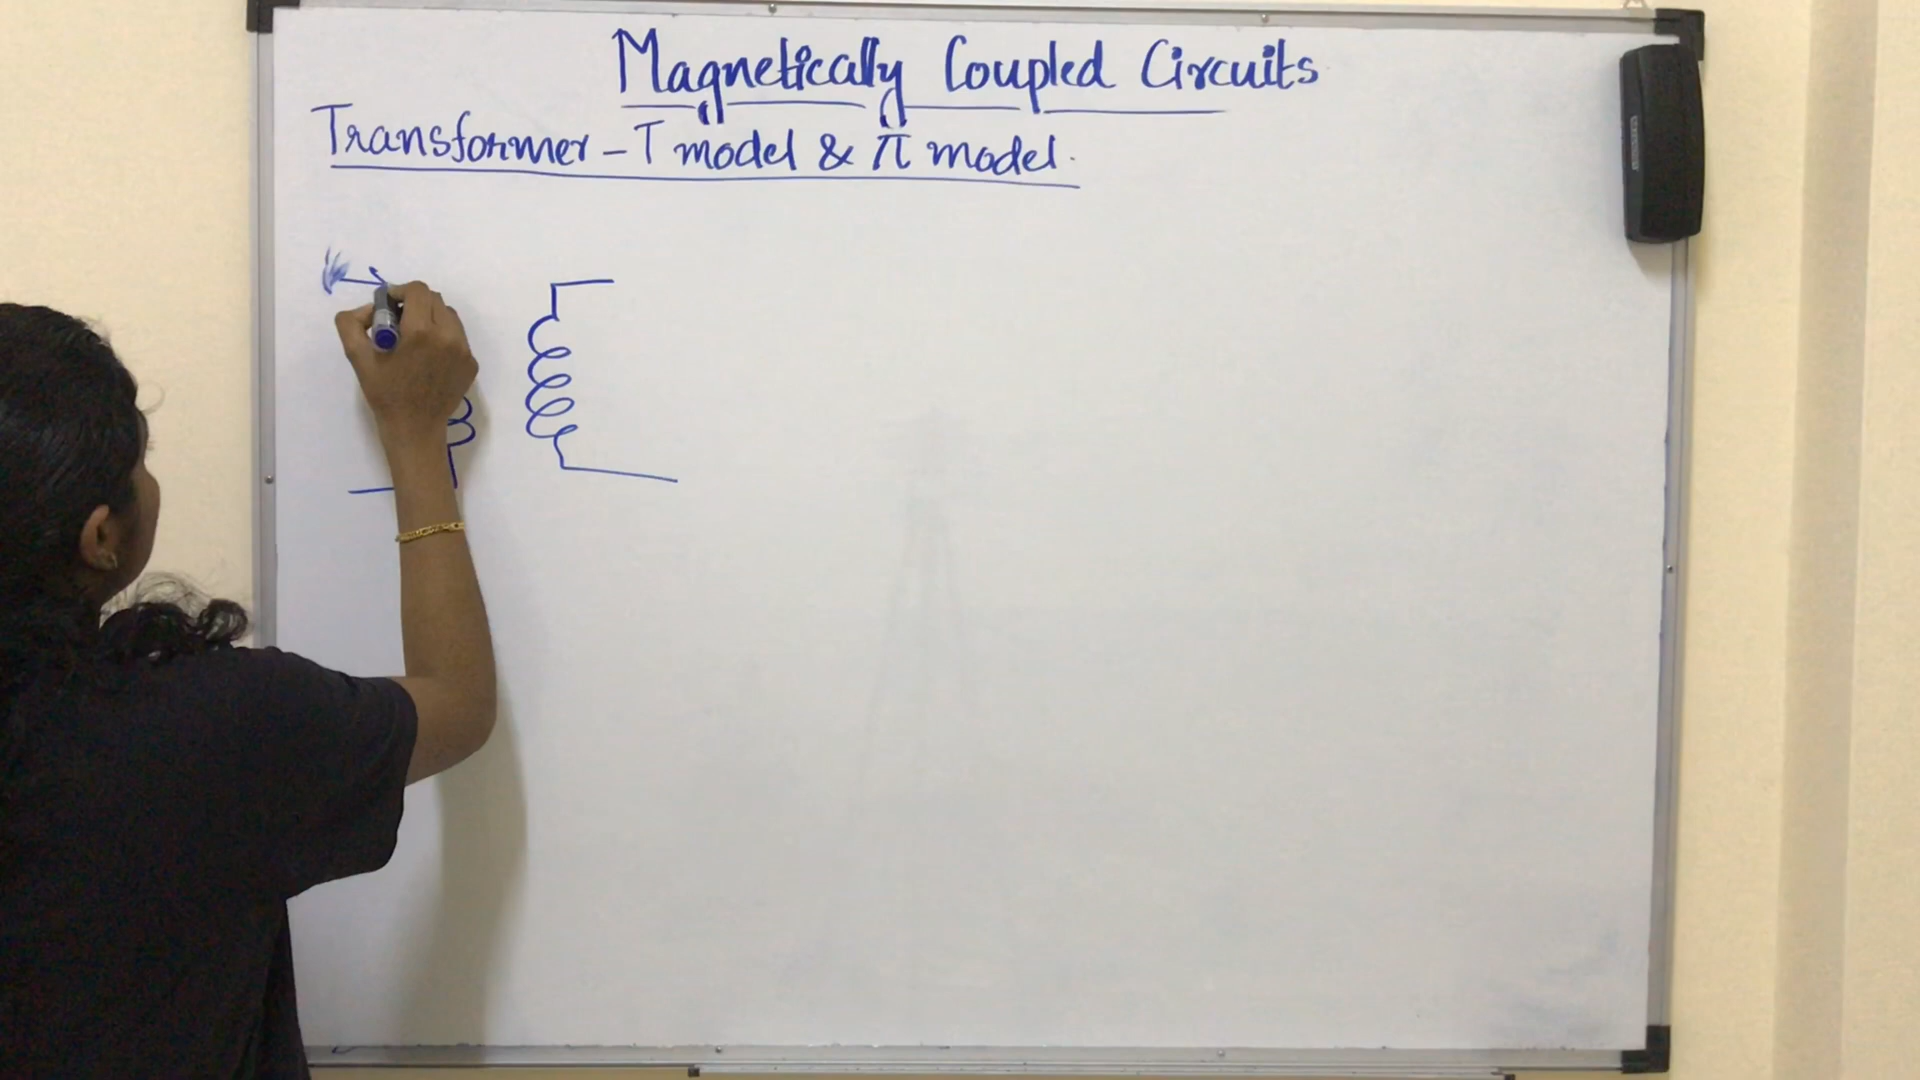 Magnetically Coupled Circuits
Transformer - T model & π model.